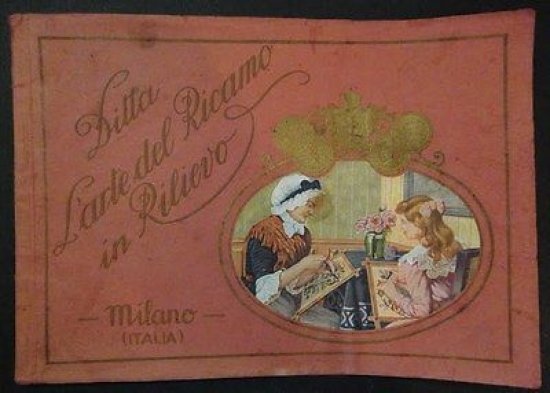 Ditta
L'arte del Ricamo
in Rilievo
— Milano —
(ITALIA)